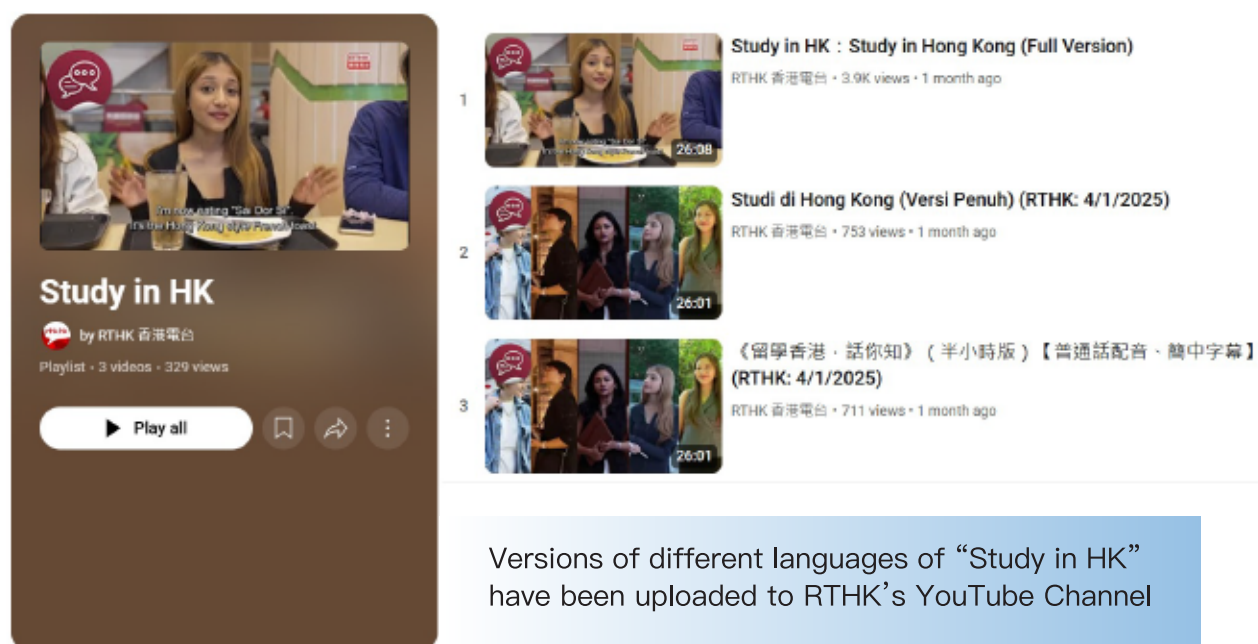 I'm now eating "Sai Dor Si".
It's the Hong Kong style French toast
Study in HK
by RTHK 香港電台
Playlist • 3 videos • 329 views
Play all
1
26:08
Study in HK：Study in Hong Kong (Full Version)
RTHK 香港電台 • 3.9K views • 1 month ago
2
26:01
Studi di Hong Kong (Versi Penuh) (RTHK: 4/1/2025)
RTHK 香港電台 • 753 views • 1 month ago
3
26:01
《留學香港．話你知》（半小時版）【普通話配音、簡中字幕】
(RTHK: 4/1/2025)
RTHK 香港電台 • 711 views • 1 month ago
Versions of different languages of “Study in HK”
have been uploaded to RTHK’s YouTube Channel